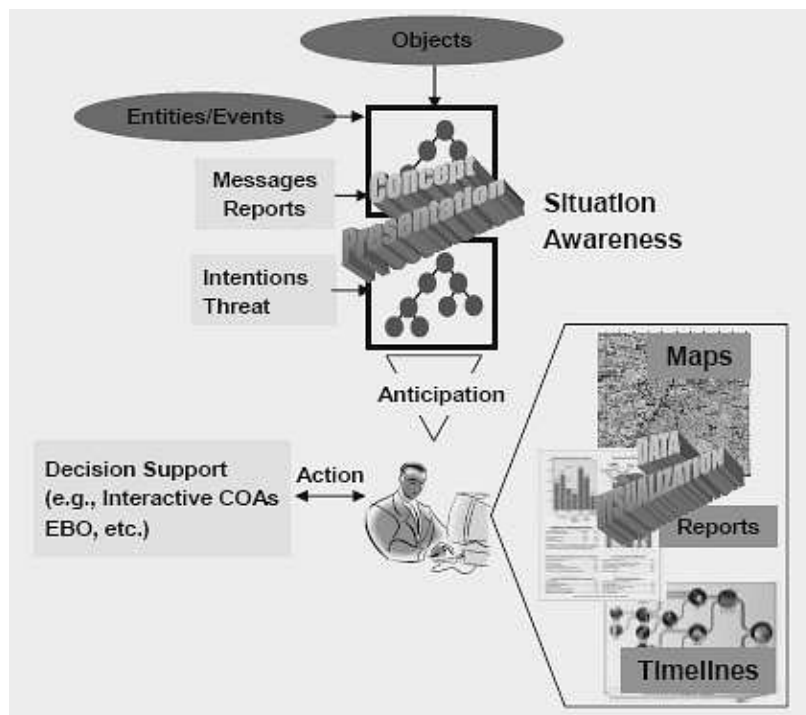 Objects
Entities/Events
Messages
Reports
Concept
Presentation
Situation
Awareness
Intentions
Threat
Anticipation
Decision Support
(e.g., Interactive COAs
EBO, etc.)
Action
Maps
DATA
VISUALIZATION
Reports
Timelines